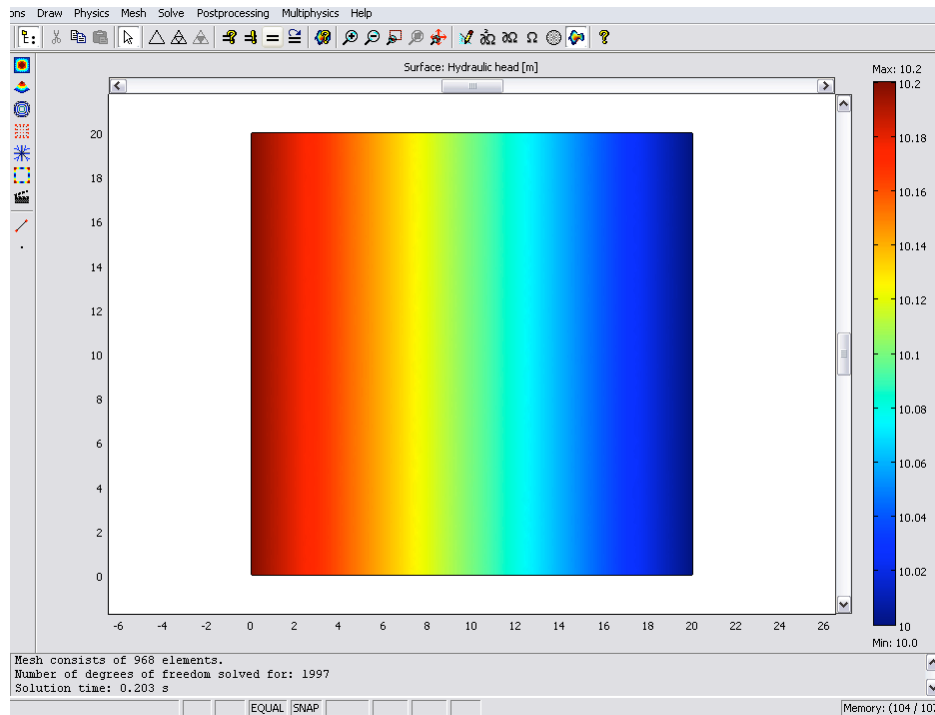 ons Draw Physics Mesh Solve Postprocessing Multiphysics Help
Surface: Hydraulic head [m]
Max: 10.2
10.2
10.18
10.16
10.14
10.12
10.1
10.08
10.06
10.04
10.02
10
Min: 10.0
20
18
16
14
12
10
8
6
4
2
0
-6 -4 -2 0 2 4 6 8 10 12 14 16 18 20 22 24 26
Mesh consists of 968 elements.
Number of degrees of freedom solved for: 1997
Solution time: 0.203 s
EQUAL SNAP
Memory: (104 / 107